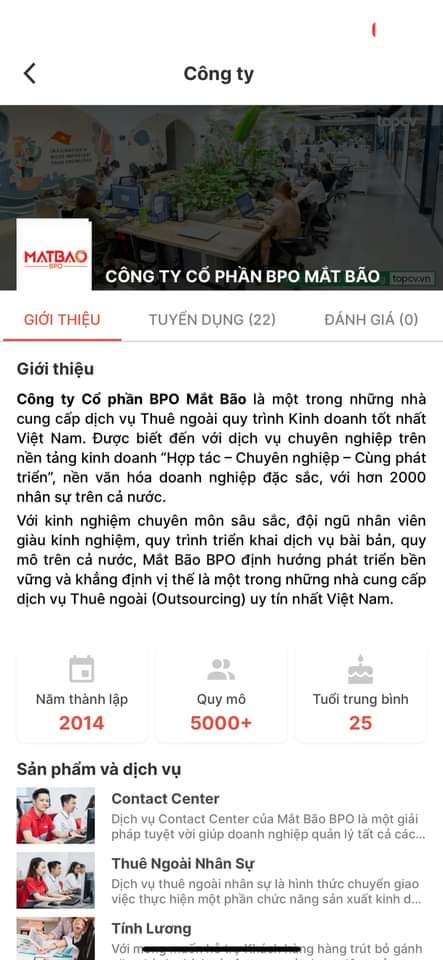 Công ty
topcv
MATBAO
BPO
CÔNG TY CỔ PHẦN BPO MẮT BÃO
topcv.vn
GIỚI THIỆU
TUYỂN DỤNG (22)
ĐÁNH GIÁ (0)
Giới thiệu
Công ty Cổ phần BPO Mắt Bão là một trong những nhà
cung cấp dịch vụ Thuê ngoài quy trình Kinh doanh tốt nhất
Việt Nam. Được biết đến với dịch vụ chuyên nghiệp trên
nền tảng kinh doanh “Hợp tác – Chuyên nghiệp – Cùng phát
triển”, nền văn hóa doanh nghiệp đặc sắc, với hơn 2000
nhân sự trên cả nước.
Với kinh nghiệm chuyên môn sâu sắc, đội ngũ nhân viên
giàu kinh nghiệm, quy trình triển khai dịch vụ bài bản, quy
mô trên cả nước, Mắt Bão BPO định hướng phát triển bền
vững và khẳng định vị thế là một trong những nhà cung cấp
dịch vụ Thuê ngoài (Outsourcing) uy tín nhất Việt Nam.
Năm thành lập
2014
Quy mô
5000+
Tuổi trung bình
25
Sản phẩm và dịch vụ
Contact Center
Dịch vụ Contact Center của Mắt Bão BPO là một giải
pháp tuyệt vời giúp doanh nghiệp quản lý tất cả các...
Thuê Ngoài Nhân Sự
Dịch vụ thuê ngoài nhân sự là hình thức chuyển giao
việc thực hiện một phần chức năng sản xuất kinh d...
Tính Lương
Với mong muốn hỗ trợ Khách hàng hàng trút bỏ gánh